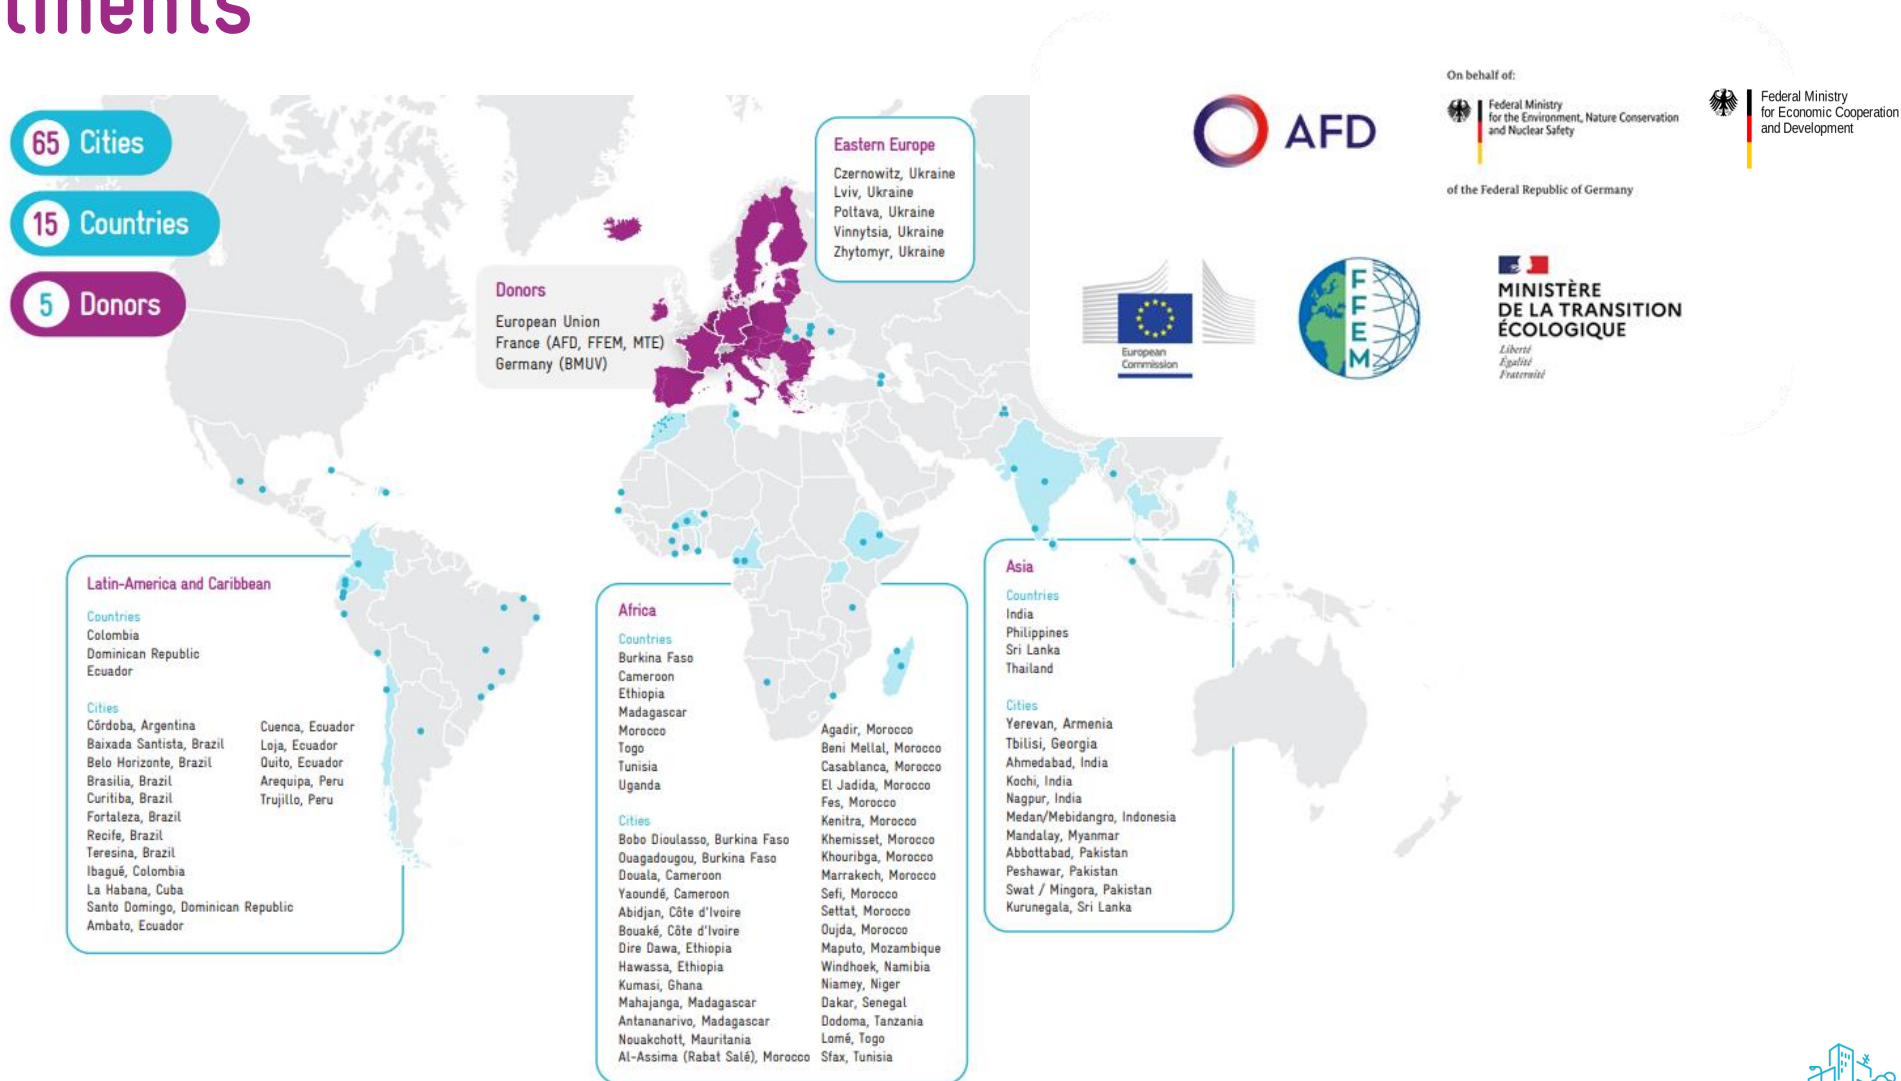 65 Cities
15 Countries
5 Donors
Donors
European Union
France (AFD, FFEM, MTE)
Germany (BMUV)
Eastern Europe
Czernowitz, Ukraine
Lviv, Ukraine
Poltava, Ukraine
Vinnytsia, Ukraine
Zhytomyr, Ukraine
AFD
On behalf of:
Federal Ministry
for the Environment, Nature Conservation
and Nuclear Safety
of the Federal Republic of Germany
Federal Ministry
for Economic Cooperation
and Development
European
Commission
FFEM
MINISTÈRE
DE LA TRANSITION
ÉCOLOGIQUE
Liberté
Égalité
Fraternité
Latin-America and Caribbean
Countries
Colombia
Dominican Republic
Ecuador
Cities
Córdoba, Argentina
Baixada Santista, Brazil
Belo Horizonte, Brazil
Brasilia, Brazil
Curitiba, Brazil
Fortaleza, Brazil
Recife, Brazil
Teresina, Brazil
Ibagué, Colombia
La Habana, Cuba
Santo Domingo, Dominican Republic
Ambato, Ecuador
Cuenca, Ecuador
Loja, Ecuador
Quito, Ecuador
Arequipa, Peru
Trujillo, Peru
Africa
Countries
Burkina Faso
Cameroon
Ethiopia
Madagascar
Morocco
Togo
Tunisia
Uganda
Cities
Bobo Dioulasso, Burkina Faso
Ouagadougou, Burkina Faso
Douala, Cameroon
Yaoundé, Cameroon
Abidjan, Côte d'Ivoire
Bouaké, Côte d'Ivoire
Dire Dawa, Ethiopia
Hawassa, Ethiopia
Kumasi, Ghana
Mahajanga, Madagascar
Antananarivo, Madagascar
Nouakchott, Mauritania
Al-Assima (Rabat Salé), Morocco
Agadir, Morocco
Beni Mellal, Morocco
Casablanca, Morocco
El Jadida, Morocco
Fes, Morocco
Kenitra, Morocco
Khemisset, Morocco
Khouribga, Morocco
Marrakech, Morocco
Sefi, Morocco
Settat, Morocco
Oujda, Morocco
Maputo, Mozambique
Windhoek, Namibia
Niamey, Niger
Dakar, Senegal
Dodoma, Tanzania
Lomé, Togo
Sfax, Tunisia
Asia
Countries
India
Philippines
Sri Lanka
Thailand
Cities
Yerevan, Armenia
Tbilisi, Georgia
Ahmedabad, India
Kochi, India
Nagpur, India
Medan/Mebidangro, Indonesia
Mandalay, Myanmar
Abbottabad, Pakistan
Peshawar, Pakistan
Swat / Mingora, Pakistan
Kurunegala, Sri Lanka